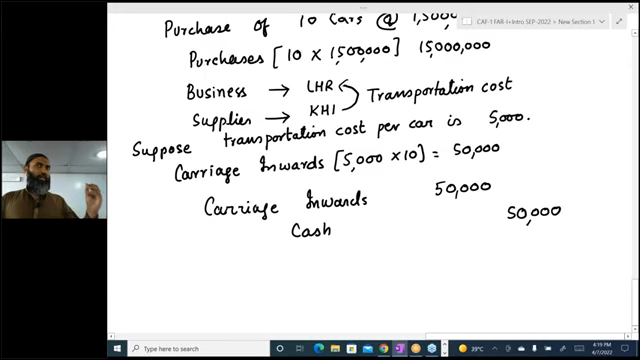 CAF-1 FAR-I+Intro SEP-2022 » New Section 1
Purchase of 10 Cars @ 1,5000
Purchases [10 × 1,500,000] 15,000,000
Business → LHR
Transportation cost
Supplier → KHI
Suppose transportation cost per car is 5,000.
Carriage Inwards [5,000 × 10] = 50,000
Carriage Inwards 50,000
Cash 50,000
Type here to search
39°C
4:19 PM
4/7/2022